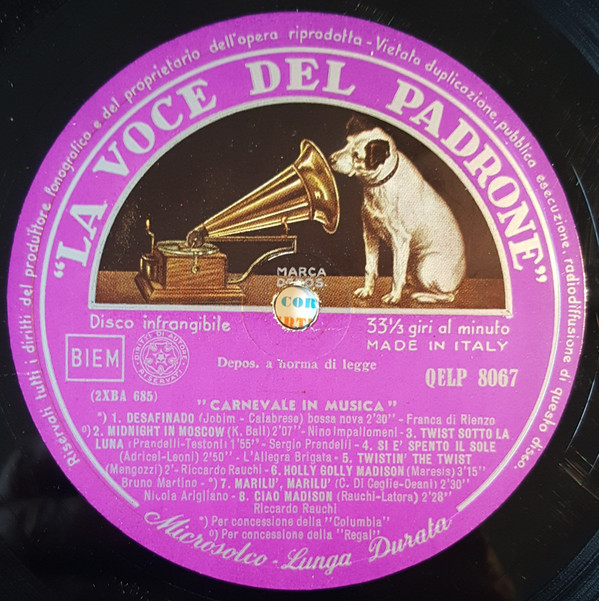 Riservati tutti i diritti del produttore fonografico e del proprietario dell'opera riprodotta - Vietata duplicazione, pubblica esecuzione, radiodiffusione di questo disco.
"LA VOCE DEL PADRONE"
MARCA
COR
Disco infrangibile
33⅓ giri al minuto
MADE IN ITALY
BIEM
DIRITTI DI AUTORE
RISERVATI
Depos. a norma di legge
QELP 8067
(2XBA 685)
"CARNEVALE IN MUSICA"
*) 1. DESAFINADO (Jobim - Calabrese) bossa nova 2'30" - Franca di Rienzo
°) 2. MIDNIGHT IN MOSCOW (K. Ball) 2'07" - Nino Impallomeni - 3. TWIST SOTTO LA
LUNA (Prandelli-Testoni) 1'55" - Sergio Prandelli - 4. SI E' SPENTO IL SOLE
(Adricel-Leoni) 2'50" - L'Allegra Brigata - 5. TWISTIN' THE TWIST
(Mengozzi) 2'- Riccardo Rauchi - 6. HOLLY GOLLY MADISON (Maresis) 3'15"
Bruno Martino - *) 7. MARILU', MARILU' (C. Di Ceglie-Deani) 2'30"
Nicola Arigliano - 8. CIAO MADISON (Rauchi-Latora) 2'28"
Riccardo Rauchi
*) Per concessione della "Columbia"
°) Per concessione della "Regal"
Microsolco - Lunga Durata